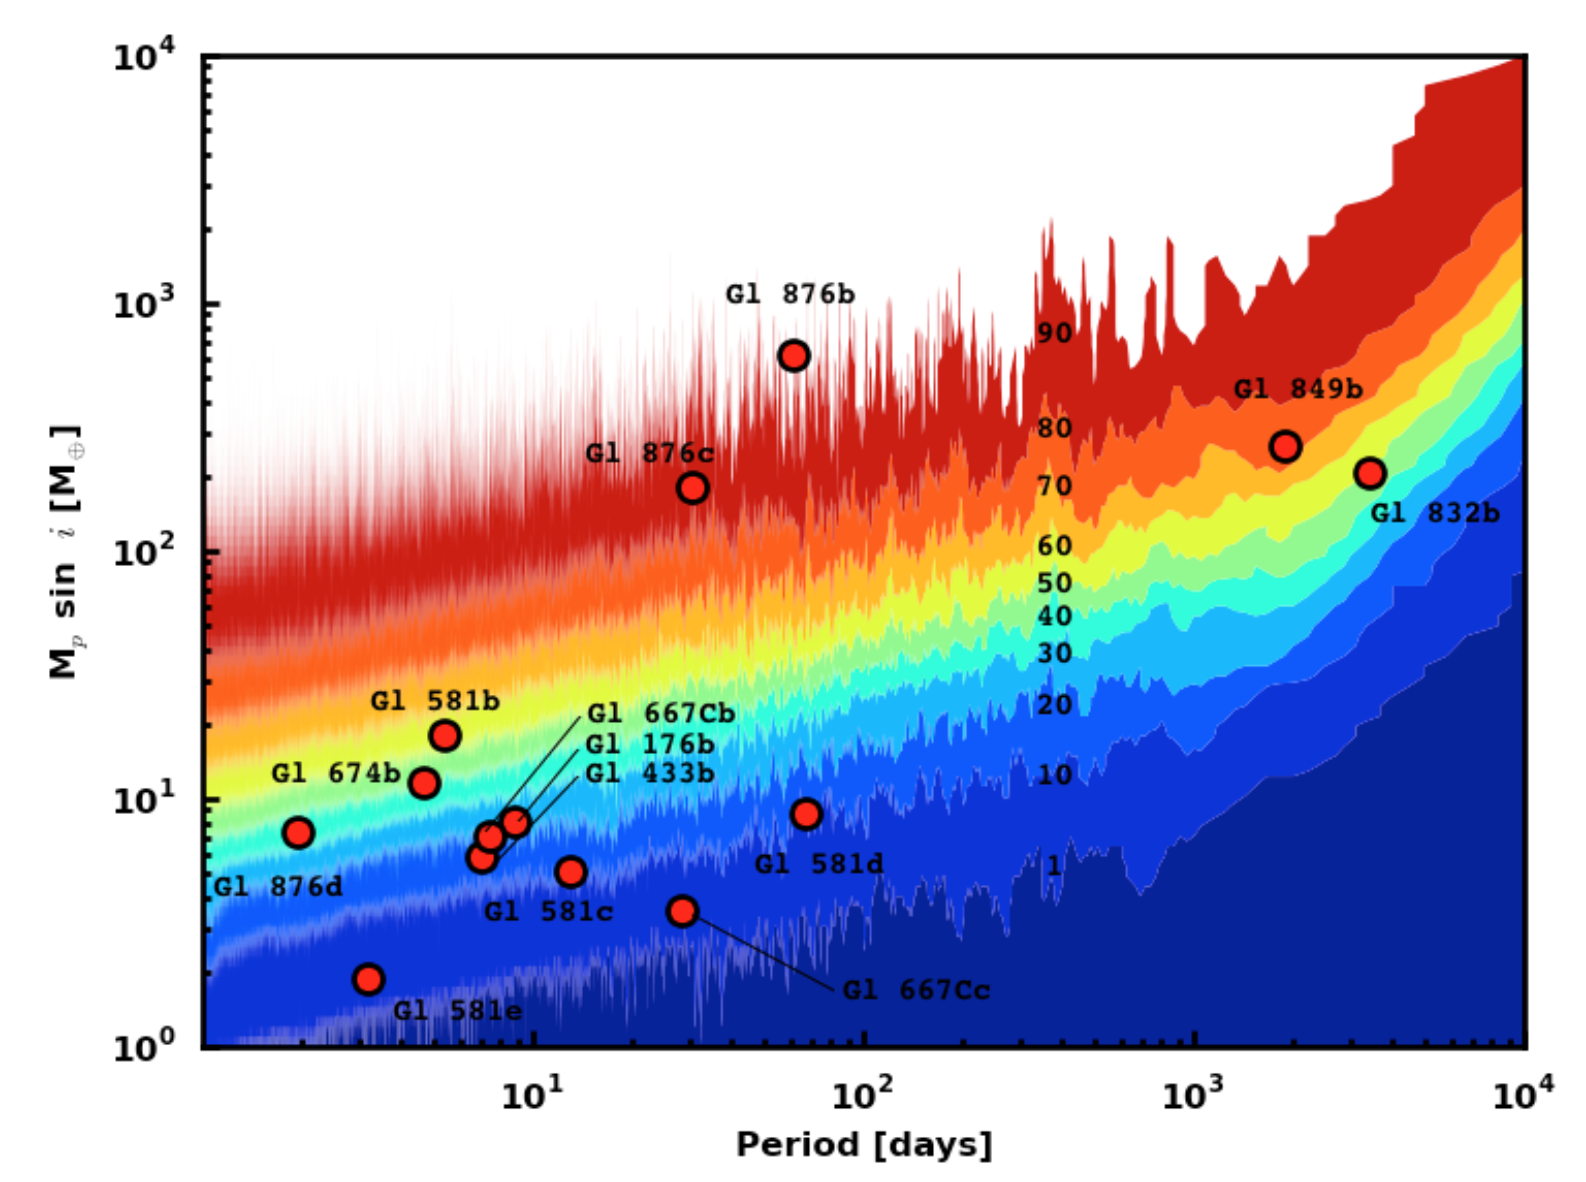 10⁴
10³
10²
10¹
10⁰
M_p sin i [M_⊕]
Gl 876b
90
Gl 849b
80
Gl 876c
70
Gl 832b
60
50
40
30
Gl 581b
20
Gl 667Cb
Gl 176b
Gl 674b
Gl 433b
10
Gl 876d
Gl 581d
1
Gl 581c
Gl 667Cc
Gl 581e
10¹
10²
10³
10⁴
Period [days]